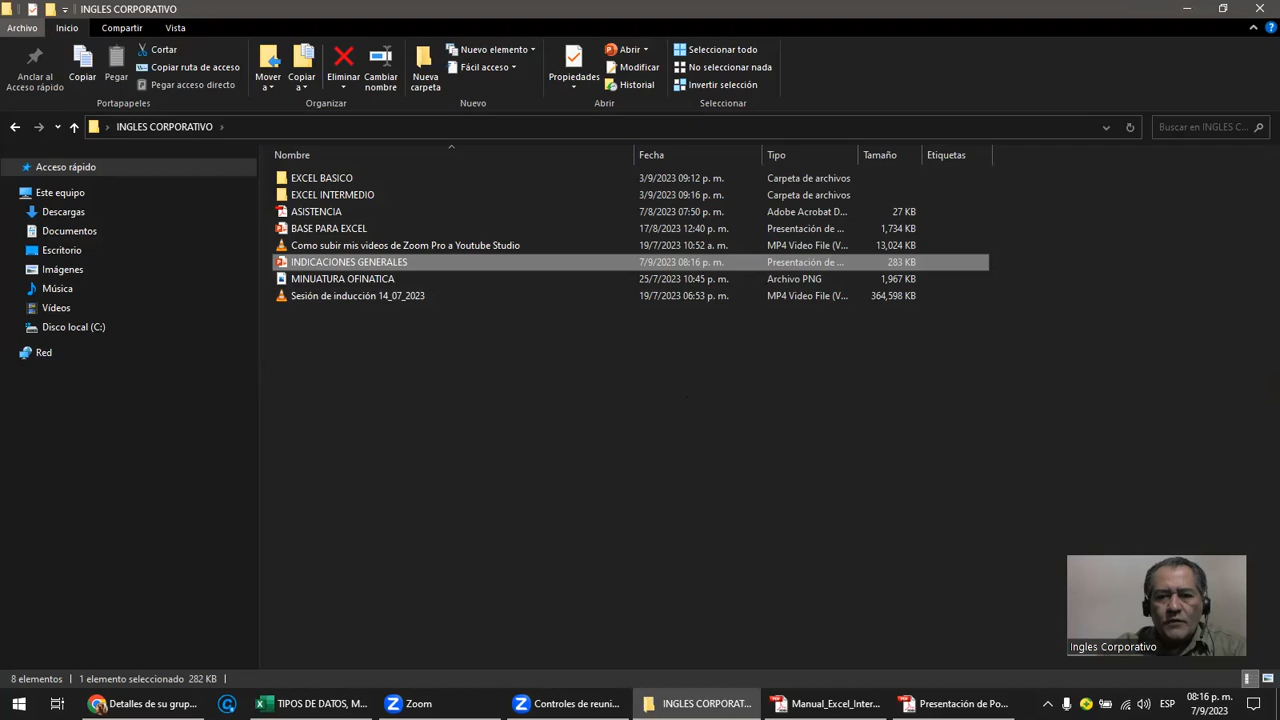 INGLES CORPORATIVO
Archivo Inicio Compartir Vista
Anclar al Acceso rápido
Copiar
Pegar
Cortar
Copiar ruta de acceso
Pegar acceso directo
Portapapeles
Mover a
Copiar a
Eliminar
Cambiar nombre
Organizar
Nueva carpeta
Nuevo elemento
Fácil acceso
Nuevo
Propiedades
Abrir
Modificar
Historial
Abrir
Seleccionar todo
No seleccionar nada
Invertir selección
Seleccionar
INGLES CORPORATIVO
Buscar en INGLES C...
Acceso rápido
Este equipo
Descargas
Documentos
Escritorio
Imágenes
Música
Vídeos
Disco local (C:)
Red
Nombre Fecha Tipo Tamaño Etiquetas
EXCEL BASICO 3/9/2023 09:12 p. m. Carpeta de archivos
EXCEL INTERMEDIO 3/9/2023 09:16 p. m. Carpeta de archivos
ASISTENCIA 7/8/2023 07:50 p. m. Adobe Acrobat D... 27 KB
BASE PARA EXCEL 17/8/2023 12:40 p. m. Presentación de ... 1,734 KB
Como subir mis videos de Zoom Pro a Youtube Studio 19/7/2023 10:52 a. m. MP4 Video File (V... 13,024 KB
INDICACIONES GENERALES 7/9/2023 08:16 p. m. Presentación de ... 283 KB
MINUATURA OFINATICA 25/7/2023 10:45 p. m. Archivo PNG 1,967 KB
Sesión de inducción 14_07_2023 19/7/2023 06:53 p. m. MP4 Video File (V... 364,598 KB
Ingles Corporativo
8 elementos 1 elemento seleccionado 282 KB
Detalles de su grup... TIPOS DE DATOS, M... Zoom Controles de reuni... INGLES CORPORAT... Manual_Excel_Inter... Presentación de Po... ESP 08:16 p. m.
7/9/2023